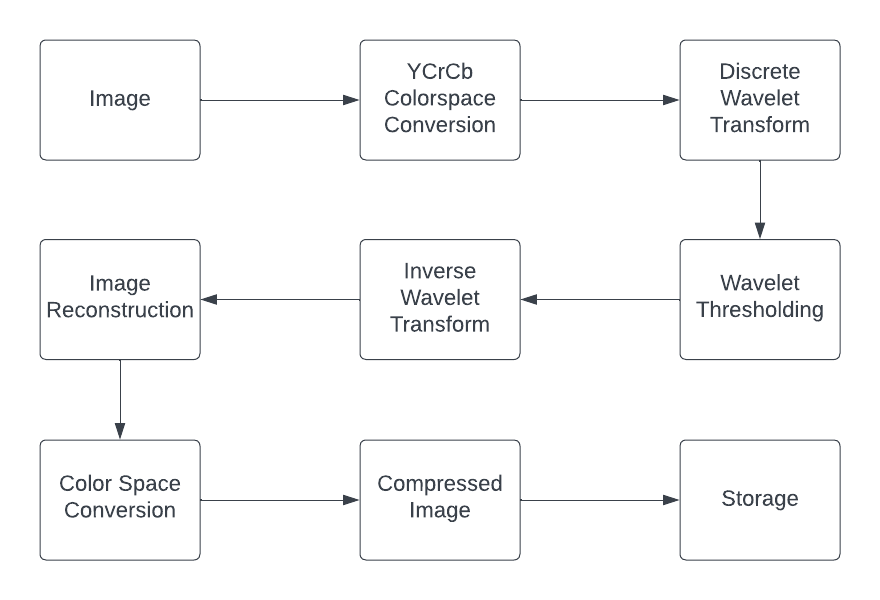 Image
YCrCb
Colorspace
Conversion
Discrete
Wavelet
Transform
Image
Reconstruction
Inverse
Wavelet
Transform
Wavelet
Thresholding
Color Space
Conversion
Compressed
Image
Storage